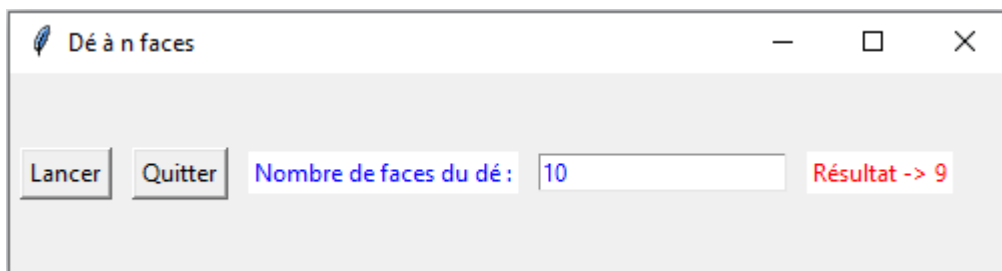 Dé à n faces
Lancer Quitter Nombre de faces du dé : 10 Résultat -> 9